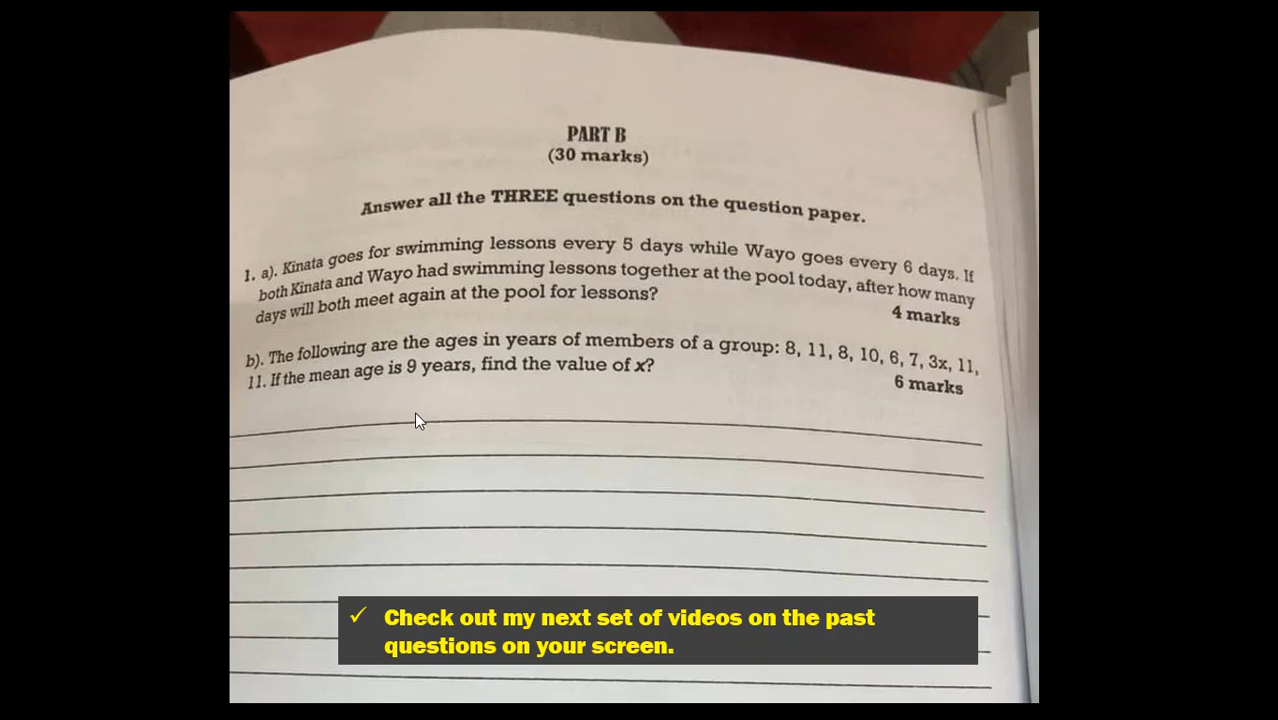 PART B
(30 marks)
Answer all the THREE questions on the question paper.
1. a). Kinata goes for swimming lessons every 5 days while Wayo goes every 6 days. If
both Kinata and Wayo had swimming lessons together at the pool today, after how many
days will both meet again at the pool for lessons?
4 marks
b). The following are the ages in years of members of a group: 8, 11, 8, 10, 6, 7, 3x, 11,
11. If the mean age is 9 years, find the value of x?
6 marks
✓ Check out my next set of videos on the past
questions on your screen.